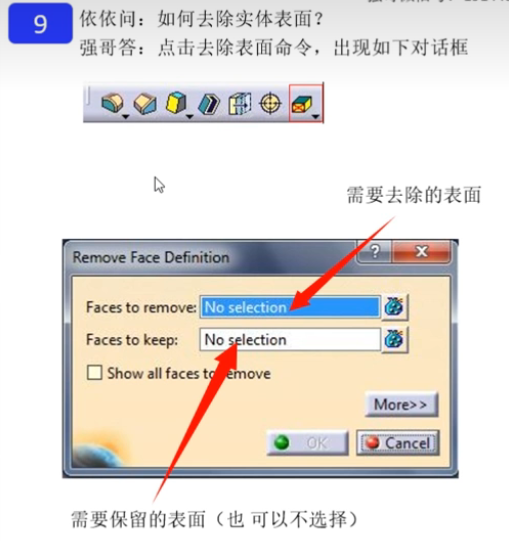 9
依依问：如何去除实体表面？
强哥答：点击去除表面命令，出现如下对话框
需要去除的表面
Remove Face Definition
?
x
Faces to remove: No selection
Faces to keep: No selection
Show all faces to remove
More>>
OK
Cancel
需要保留的表面（也 可以不选择）